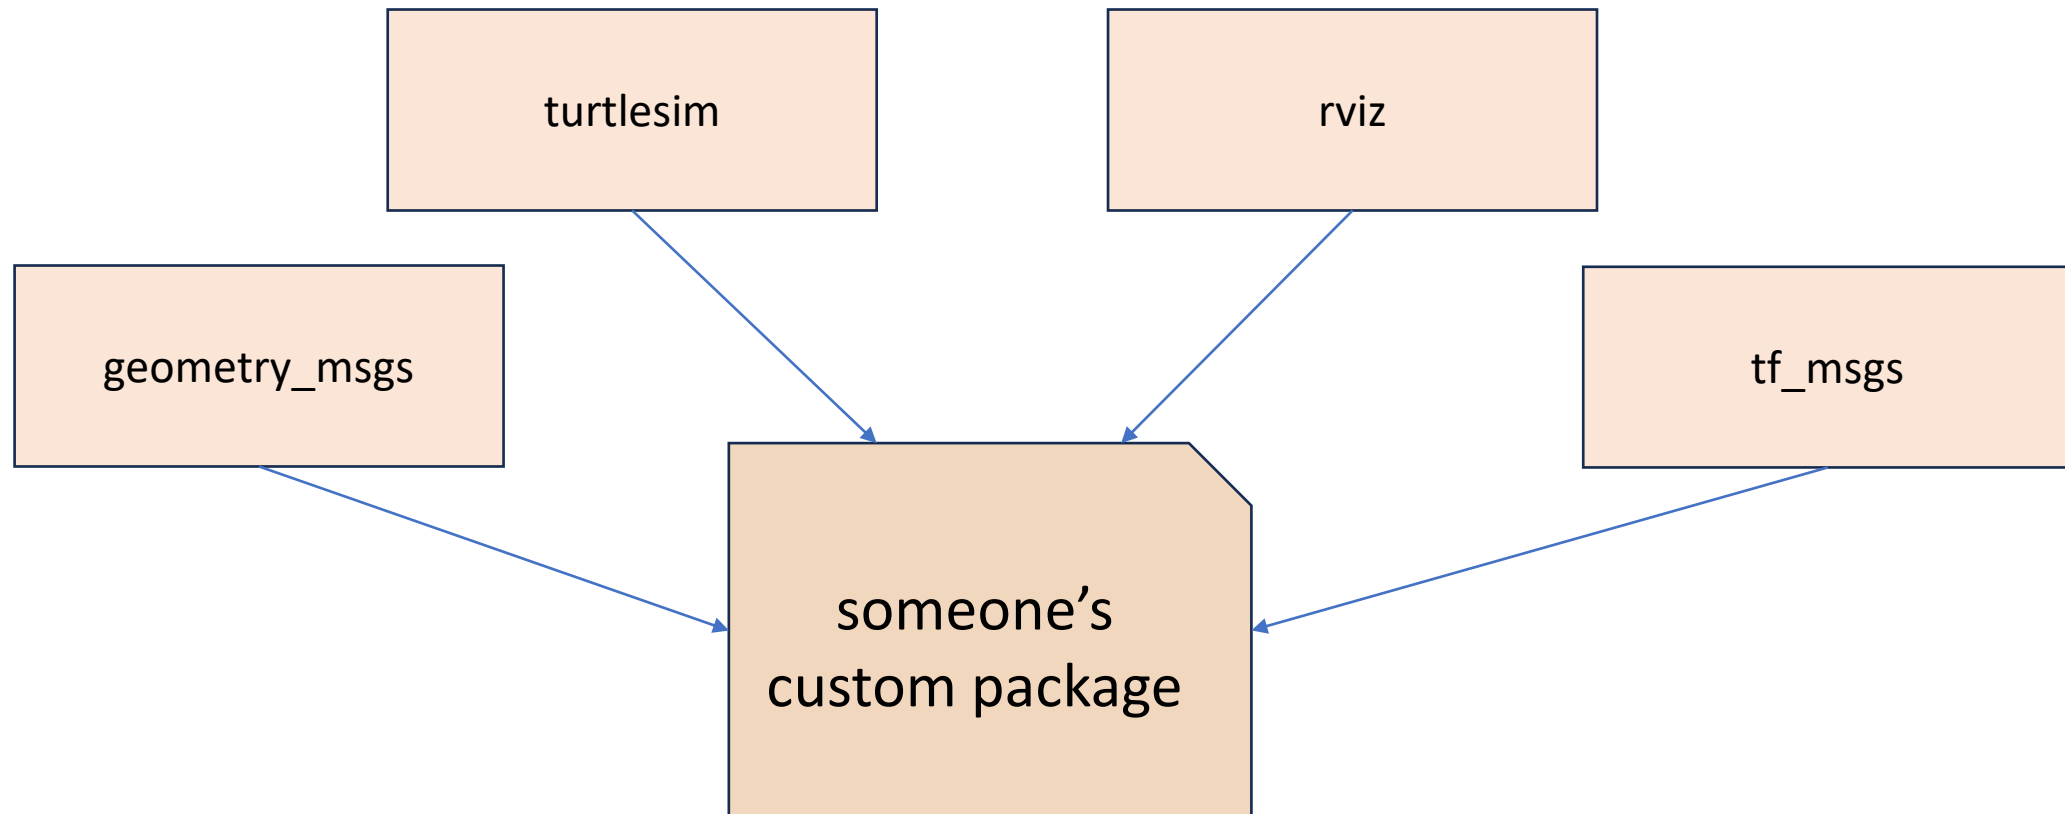 turtlesim
rviz
geometry_msgs
tf_msgs
someone’s
custom package